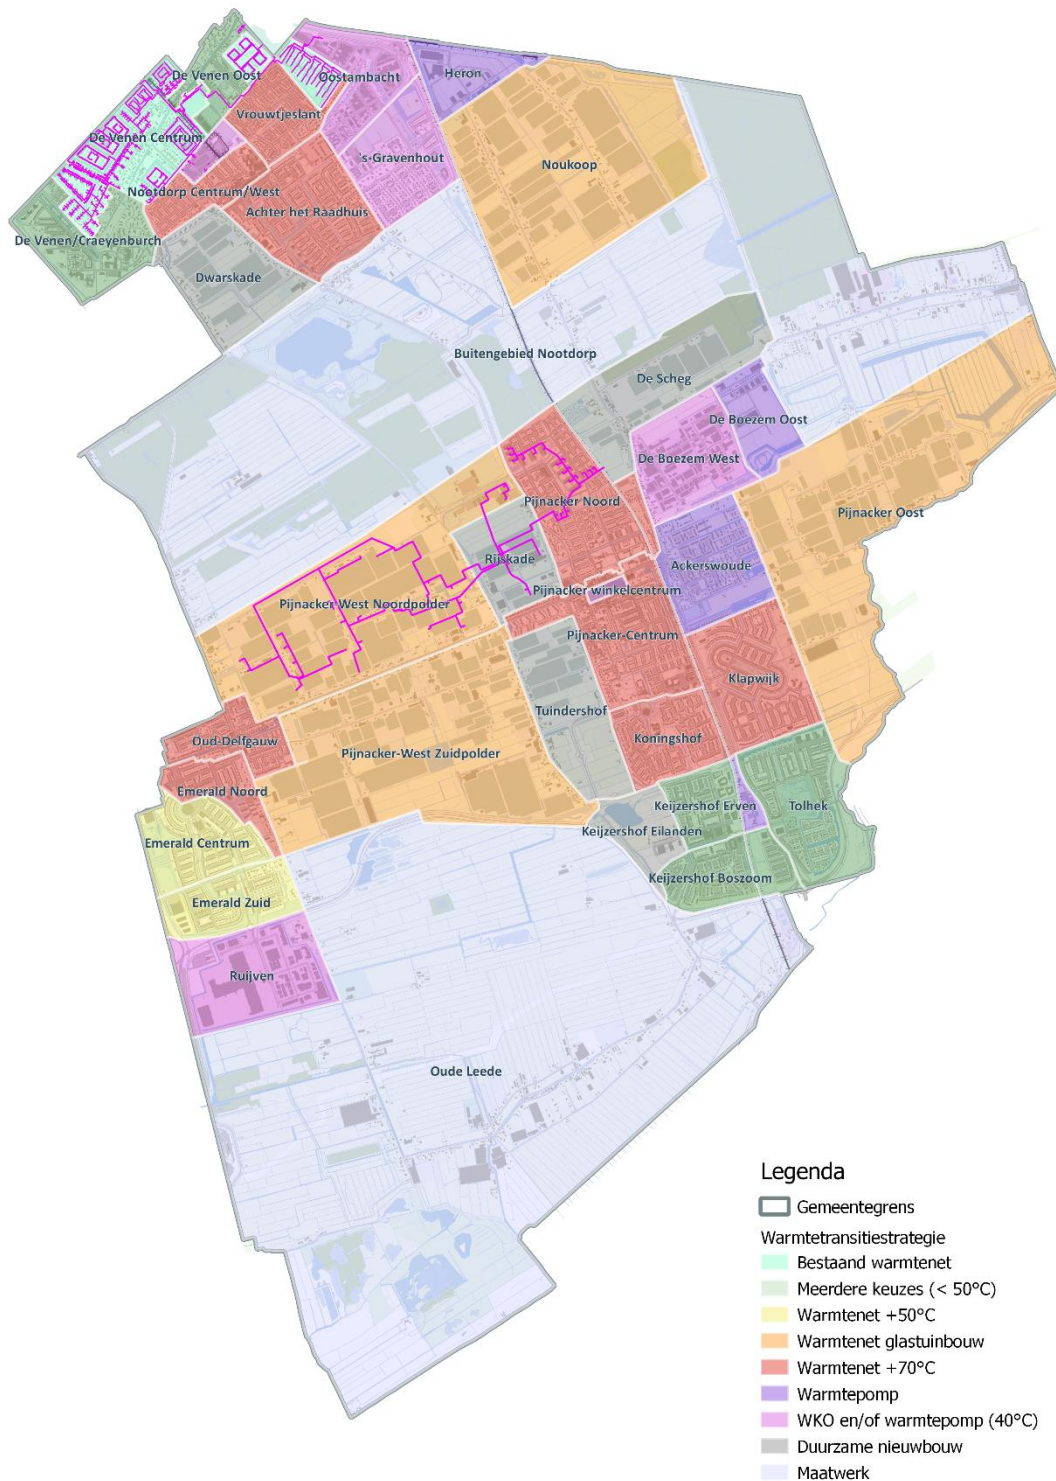 De Venen Oost
Oostambacht
Heron
Vrouwtjeslant
De Venen Centrum
's-Gravenhout
Noukoop
Nootdorp Centrum/West
Achter het Raadhuis
De Venen/Craeyenburch
Dwarskade
Buitengebied Nootdorp
De Scheg
De Boezem Oost
De Boezem West
Pijnacker Noord
Pijnacker Oost
Rijskade
Ackerswoude
Pijnacker winkelcentrum
Pijnacker West Noordpolder
Pijnacker-Centrum
Klapwijk
Tuindershof
Koningshof
Oud-Delfgauw
Pijnacker-West Zuidpolder
Emerald Noord
Keijzershof Erven
Tolhek
Keijzershof Eilanden
Emerald Centrum
Keijzershof Boszoom
Emerald Zuid
Ruijven
Oude Leede
Legenda
Gemeentegrens
Warmtetransitiestrategie
Bestaand warmtenet
Meerdere keuzes (< 50°C)
Warmtenet +50°C
Warmtenet glastuinbouw
Warmtenet +70°C
Warmtepomp
WKO en/of warmtepomp (40°C)
Duurzame nieuwbouw
Maatwerk